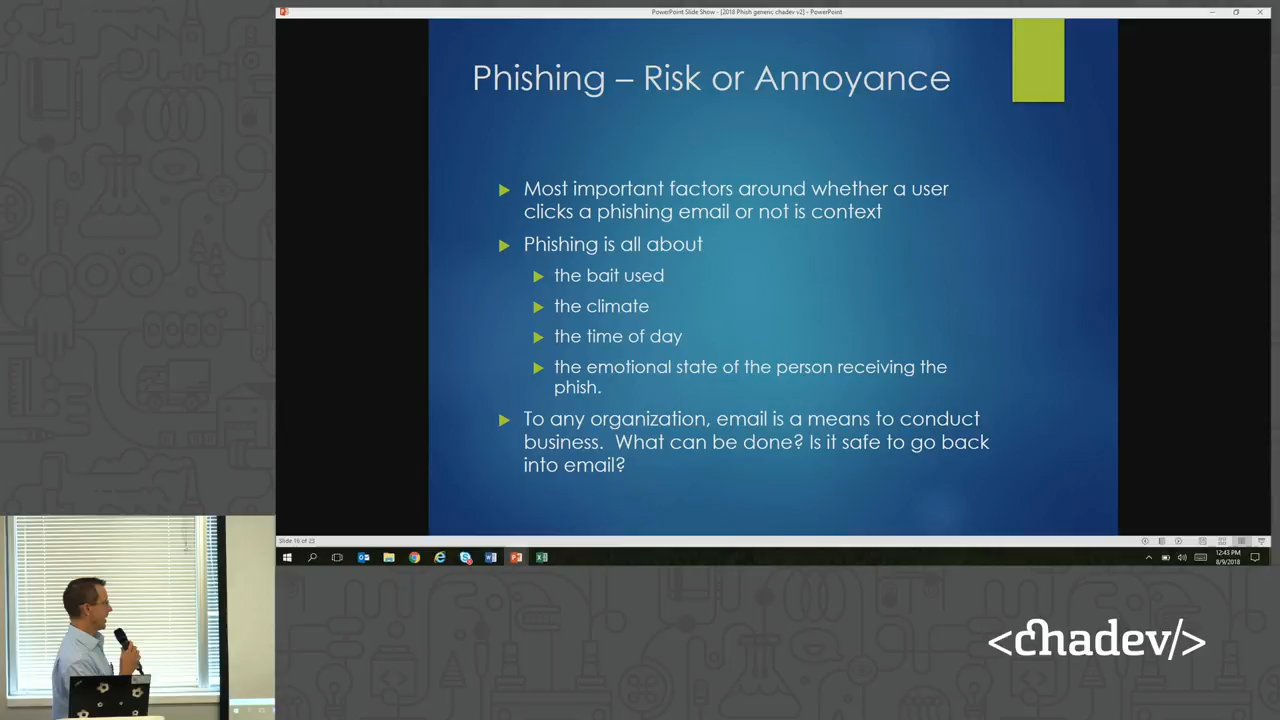 PowerPoint Slide Show - [2018 Phish generic chadev v2] - PowerPoint
Phishing – Risk or Annoyance
Most important factors around whether a user
clicks a phishing email or not is context
Phishing is all about
the bait used
the climate
the time of day
the emotional state of the person receiving the
phish.
To any organization, email is a means to conduct
business.  What can be done? Is it safe to go back
into email?
Slide 15 of 23
12:43 PM
8/9/2018
<chadev/>